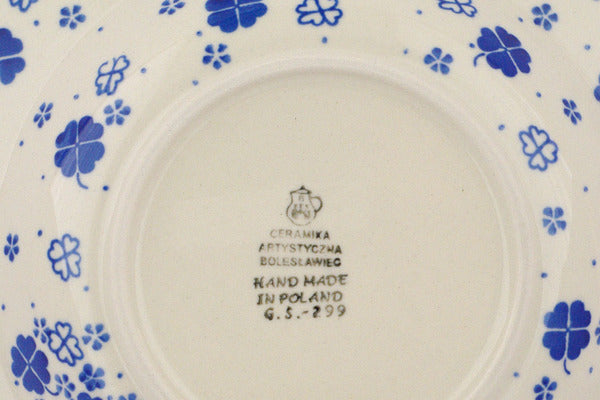 CERAMIKA
ARTYSTYCZNA
BOLESŁAWIEC
HAND MADE
IN POLAND
G.S.-299